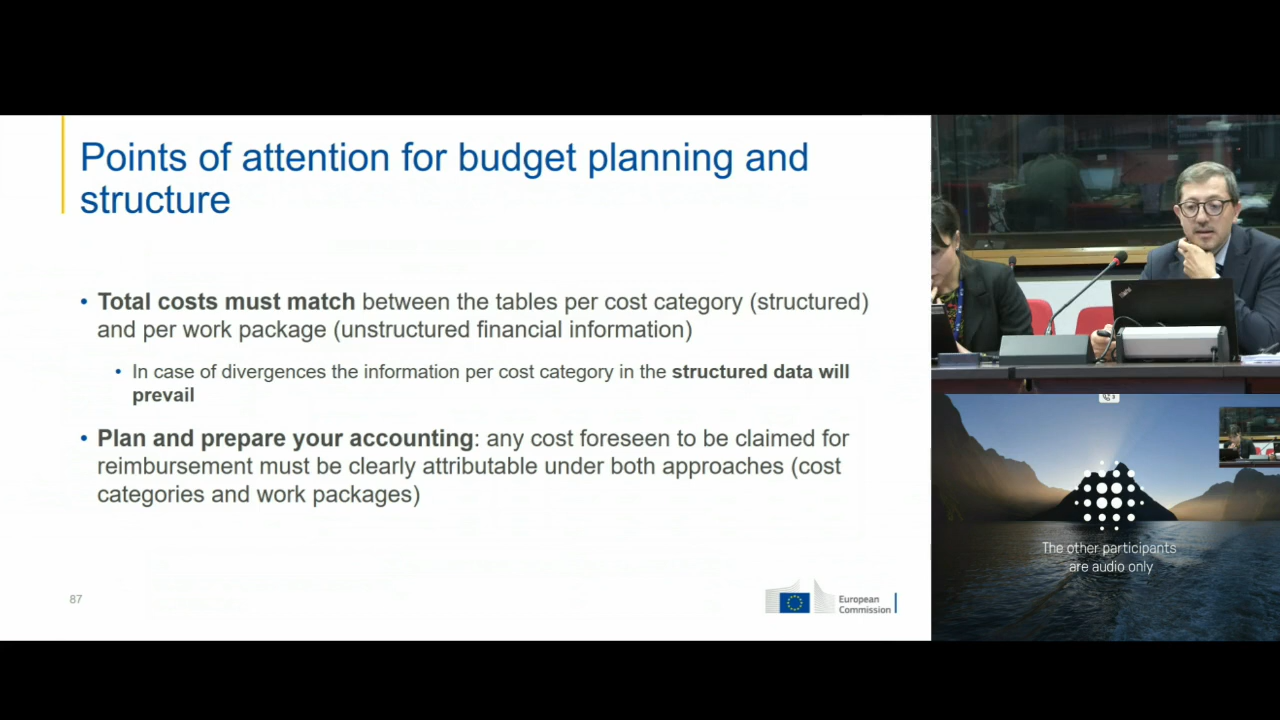 Points of attention for budget planning and
structure
• Total costs must match between the tables per cost category (structured)
and per work package (unstructured financial information)
• In case of divergences the information per cost category in the structured data will
prevail
• Plan and prepare your accounting: any cost foreseen to be claimed for
reimbursement must be clearly attributable under both approaches (cost
categories and work packages)
87
European
Commission
The other participants
are audio only